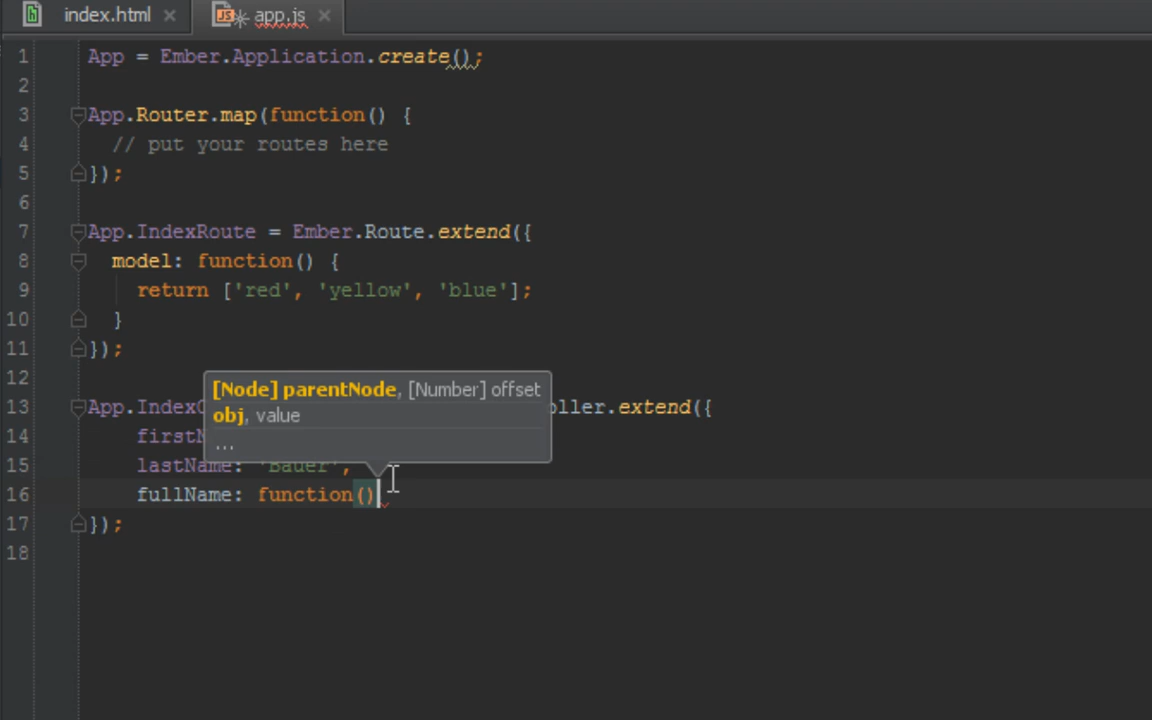 index.html app.js
1 App = Ember.Application.create();
2
3 App.Router.map(function() {
4 // put your routes here
5 });
6
7 App.IndexRoute = Ember.Route.extend({
8 model: function() {
9 return ['red', 'yellow', 'blue'];
10 }
11 });
12
[Node] parentNode, [Number] offset
13 App.IndexC oller.extend({
obj, value
14 firstN
...
15 lastName: 'Bauer',
16 fullName: function()
17 });
18